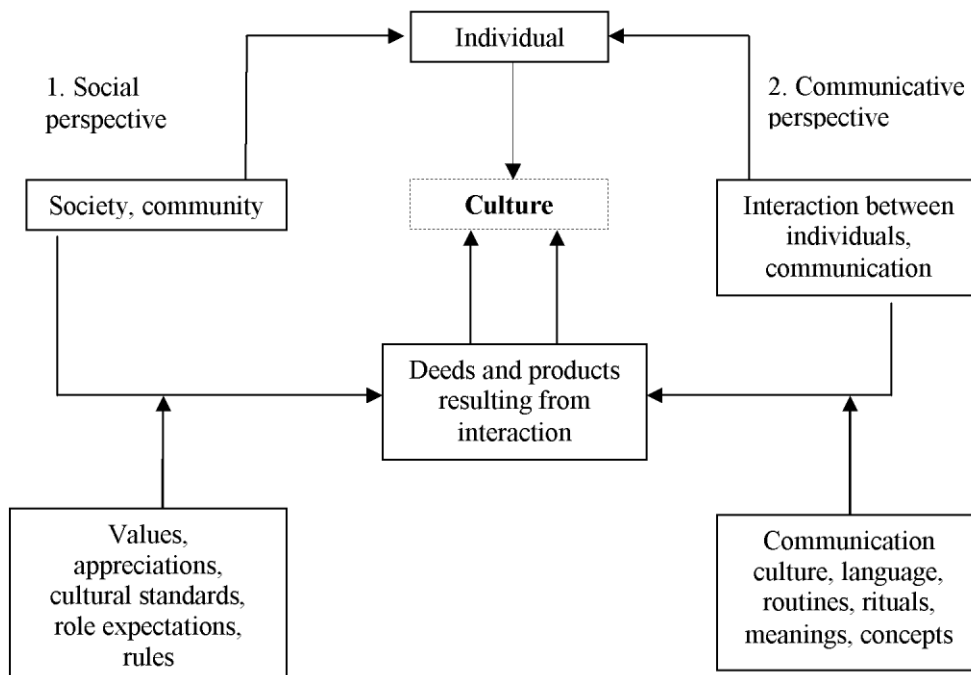 Individual
1. Social
perspective
2. Communicative
perspective
Society, community
Culture
Interaction between
individuals,
communication
Deeds and products
resulting from
interaction
Values,
appreciations,
cultural standards,
role expectations,
rules
Communication
culture, language,
routines, rituals,
meanings, concepts